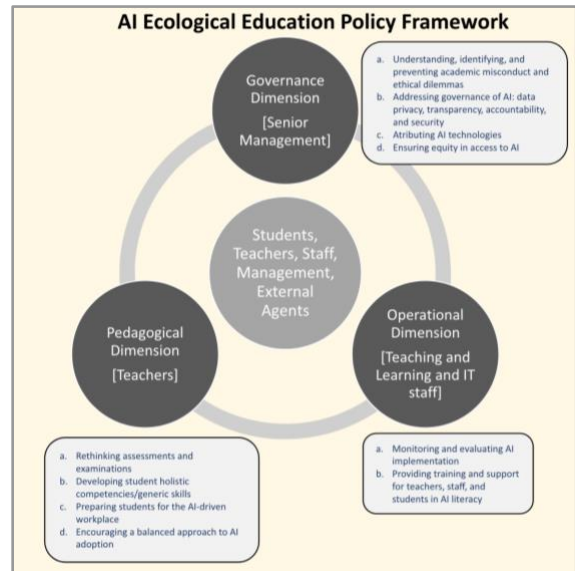 AI Ecological Education Policy Framework
Governance
Dimension
[Senior
Management]
a. Understanding, identifying, and
preventing academic misconduct and
ethical dilemmas
b. Addressing governance of AI: data
privacy, transparency, accountability,
and security
c. Atributing AI technologies
d. Ensuring equity in access to AI
Students,
Teachers, Staff,
Management,
External
Agents
Pedagogical
Dimension
[Teachers]
Operational
Dimension
[Teaching and
Learning and IT
staff]
a. Rethinking assessments and
examinations
b. Developing student holistic
competencies/generic skills
c. Preparing students for the AI-driven
workplace
d. Encouraging a balanced approach to AI
adoption
a. Monitoring and evaluating AI
implementation
b. Providing training and support
for teachers, staff, and
students in AI literacy